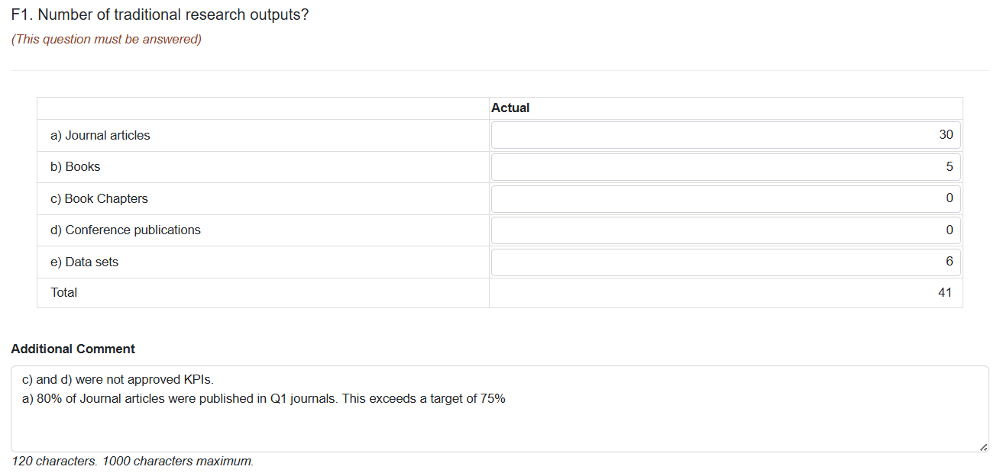 F1. Number of traditional research outputs?
(This question must be answered)
Actual
a) Journal articles 30
b) Books 5
c) Book Chapters 0
d) Conference publications 0
e) Data sets 6
Total 41
Additional Comment
c) and d) were not approved KPIs.
a) 80% of Journal articles were published in Q1 journals. This exceeds a target of 75%
120 characters. 1000 characters maximum.